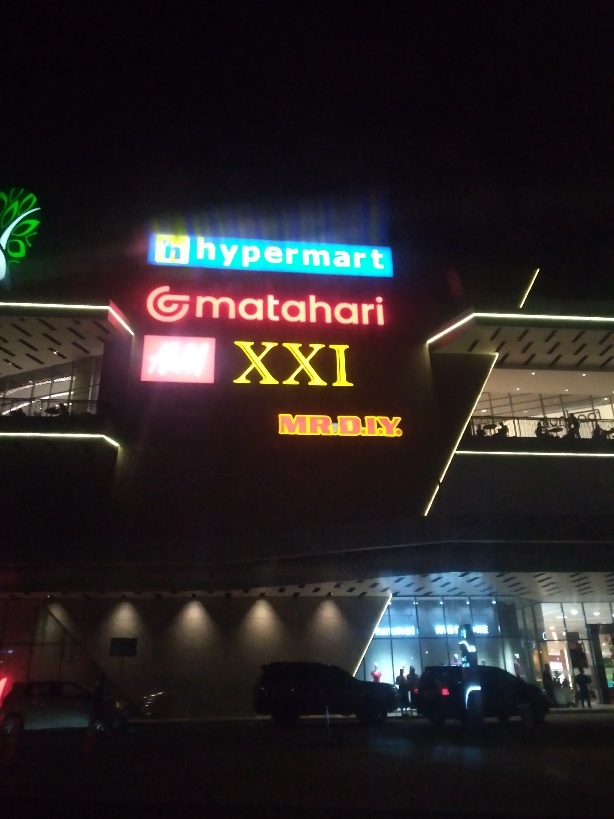 hypermart
matahari
H&M
XXI
MR.D.I.Y.